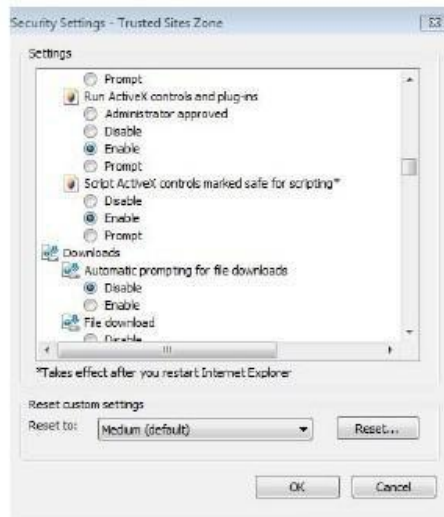 Security Settings - Trusted Sites Zone
Settings
Prompt
Run ActiveX controls and plug-ins
Administrator approved
Disable
Enable
Prompt
Script ActiveX controls marked safe for scripting*
Disable
Enable
Prompt
Downloads
Automatic prompting for file downloads
Disable
Enable
File download
Disable
*Takes effect after you restart Internet Explorer
Reset custom settings
Reset to: Medium (default) Reset...
OK Cancel